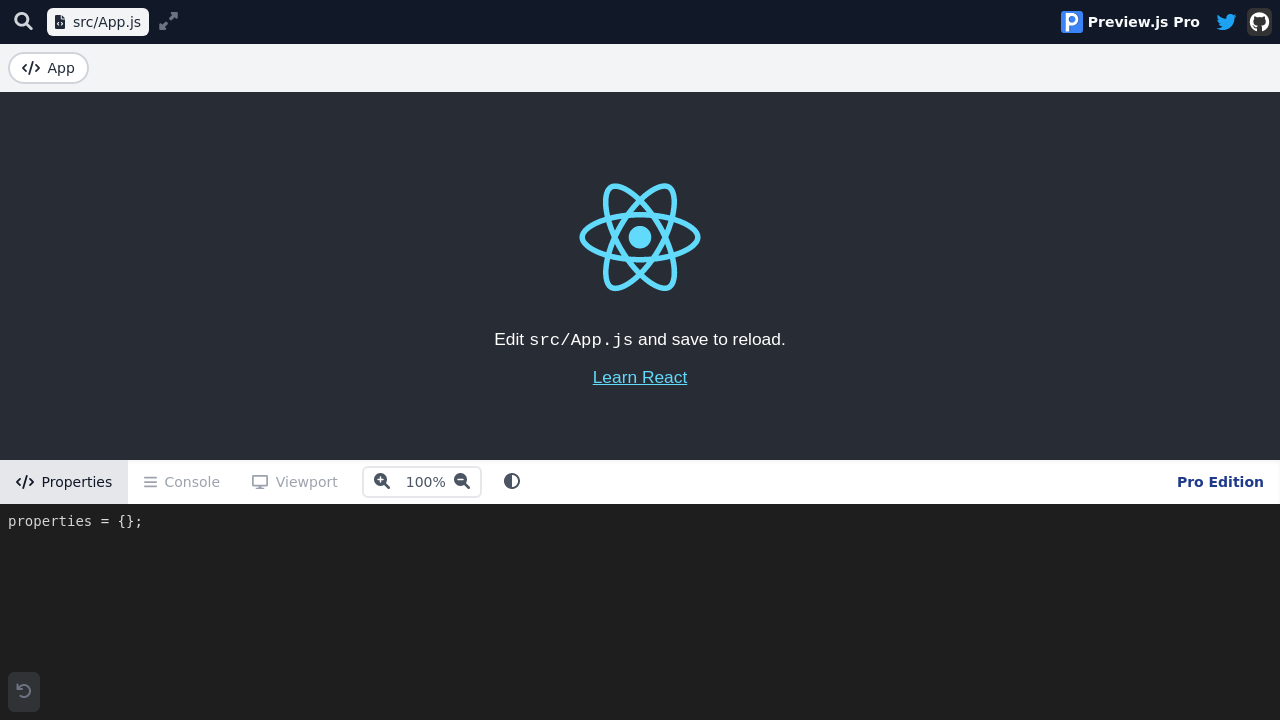 src/App.js
Preview.js Pro
App
Edit src/App.js and save to reload.
Learn React
Properties
Console
Viewport
100%
Pro Edition
properties = {};